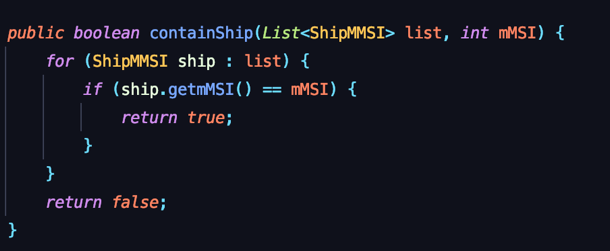 public boolean containShip(List<ShipMMSI> list, int mMSI) {
    for (ShipMMSI ship : list) {
        if (ship.getmMSI() == mMSI) {
            return true;
        }
    }
    return false;
}